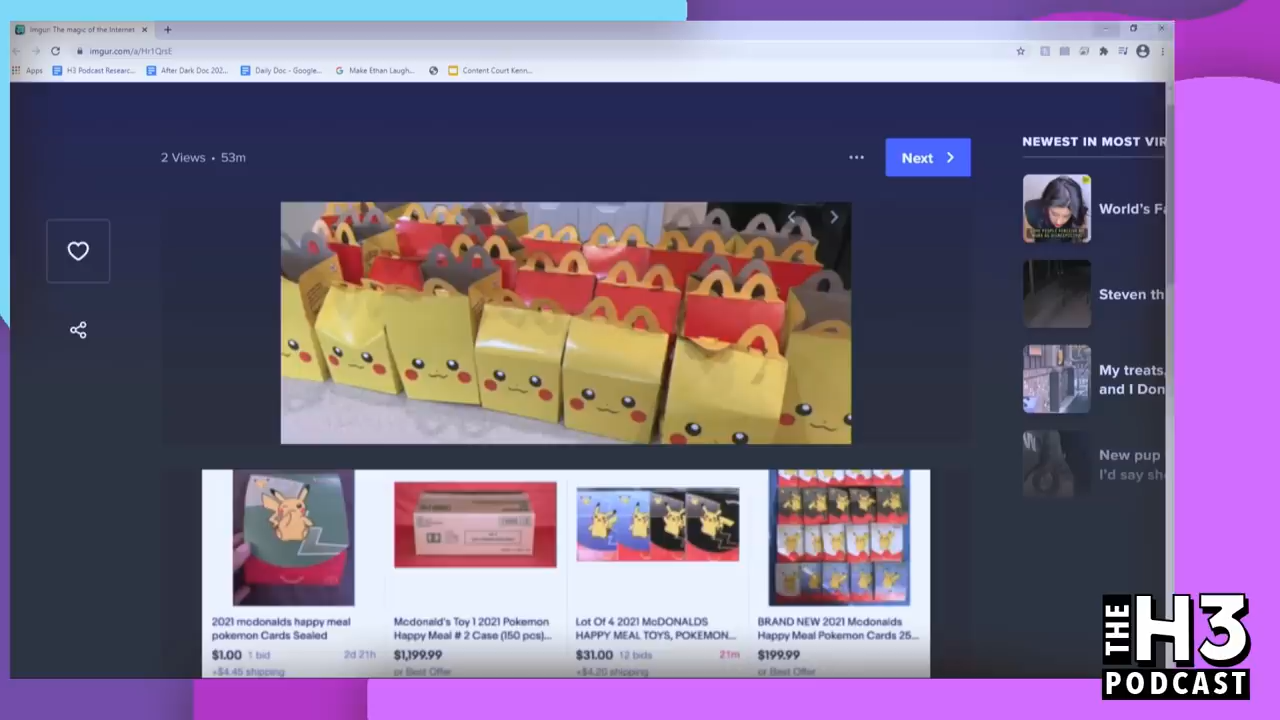 Imgur: The magic of the Internet
imgur.com/a/Hr1QrsE
Apps
H3 Podcast Researc...
After Dark Doc 202...
Daily Doc - Google...
Make Ethan Laugh...
Content Court Kenn...
2 Views • 53m
Next
NEWEST IN MOST VIR
World's Fa
Steven th
My treats,
and I Don
New pup
I'd say sho
2021 mcdonalds happy meal
pokemon Cards Sealed
$1.00 1 bid 2d 21h
+$4.45 shipping
Mcdonald's Toy 1 2021 Pokemon
Happy Meal # 2 Case (150 pcs)...
$1,199.99
or Best Offer
Lot Of 4 2021 McDONALDS
HAPPY MEAL TOYS, POKEMON...
$31.00 12 bids 21m
+$4.20 shipping
BRAND NEW 2021 Mcdonalds
Happy Meal Pokemon Cards 25...
$199.99
or Best Offer
THE H3
PODCAST